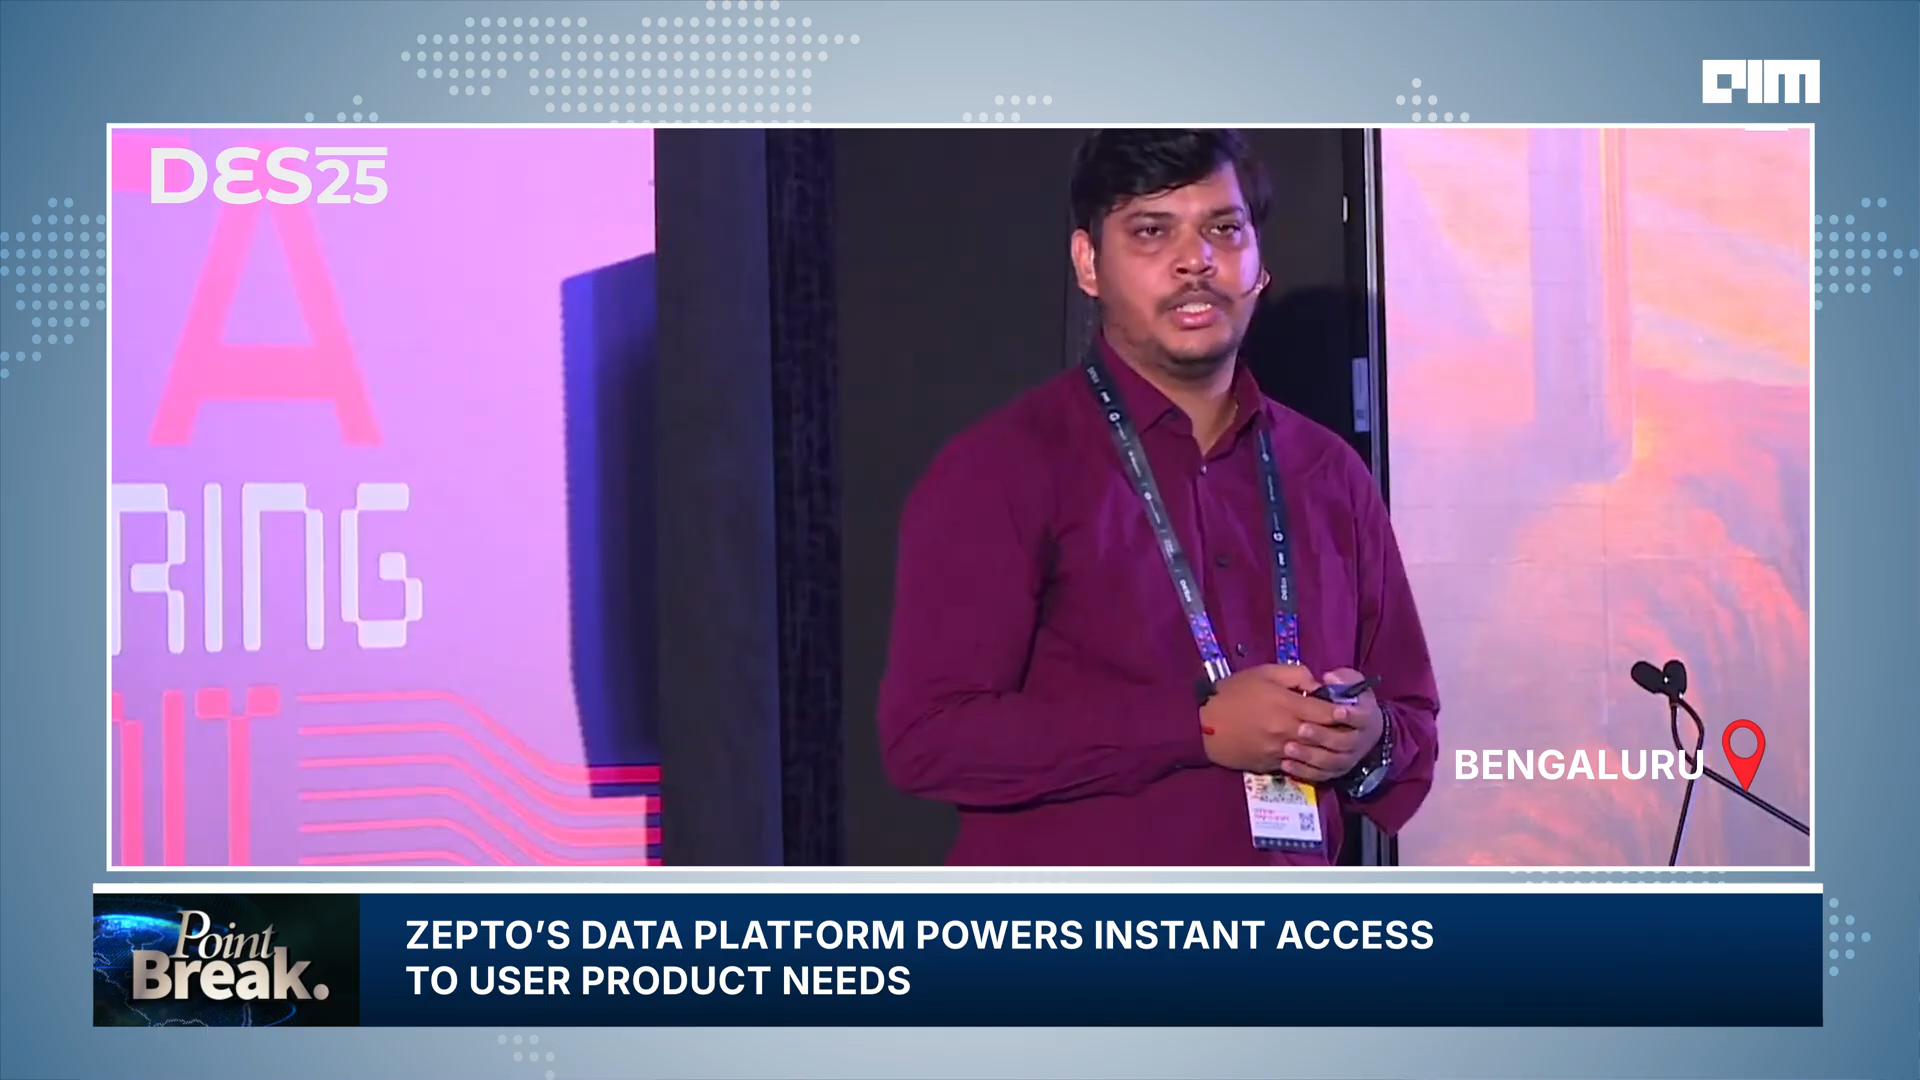 AIM
DES25
A
RING
BENGALURU
Point
Break.
ZEPTO’S DATA PLATFORM POWERS INSTANT ACCESS
TO USER PRODUCT NEEDS